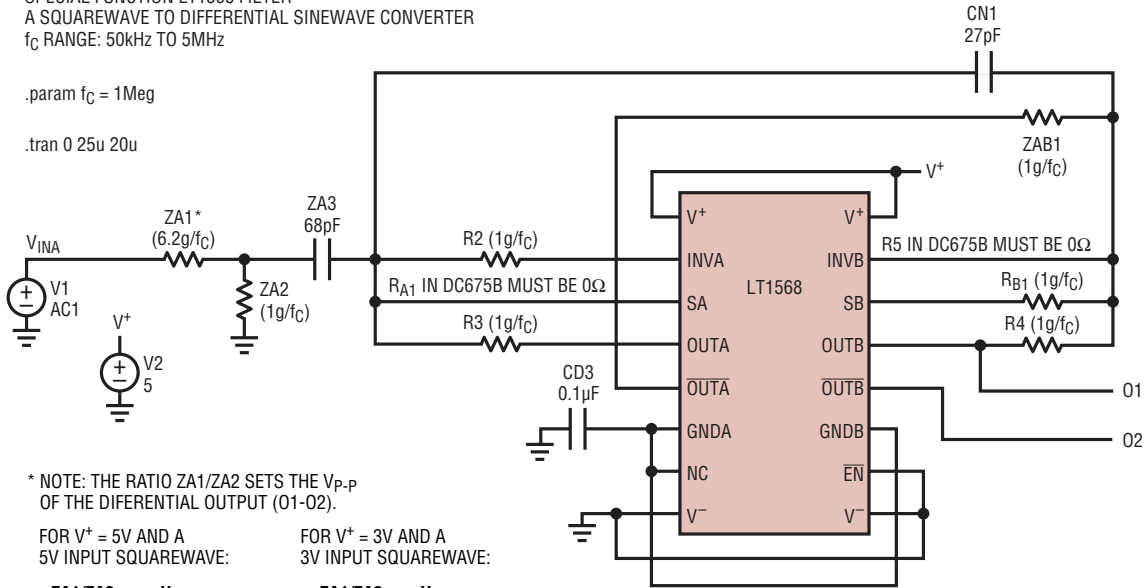 A SQUAREWAVE TO DIFFERENTIAL SINEWAVE CONVERTER
fC RANGE: 50kHz TO 5MHz
.param fC = 1Meg
.tran 0 25u 20u
CN1
27pF
ZAB1
(1g/fC)
V+
ZA1*
(6.2g/fC)
ZA3
68pF
VINA
V1
AC1
ZA2
(1g/fC)
V+
V2
5
R2 (1g/fC)
RA1 IN DC675B MUST BE 0Ω
R3 (1g/fC)
CD3
0.1µF
V+
INVA
SA
OUTA
OUTA
GNDA
NC
V−
LT1568
V+
INVB
SB
OUTB
OUTB
GNDB
EN
V−
R5 IN DC675B MUST BE 0Ω
RB1 (1g/fC)
R4 (1g/fC)
O1
O2
* NOTE: THE RATIO ZA1/ZA2 SETS THE VP-P
OF THE DIFERENTIAL OUTPUT (O1-O2).
FOR V+ = 5V AND A
5V INPUT SQUAREWAVE:
FOR V+ = 3V AND A
3V INPUT SQUAREWAVE: